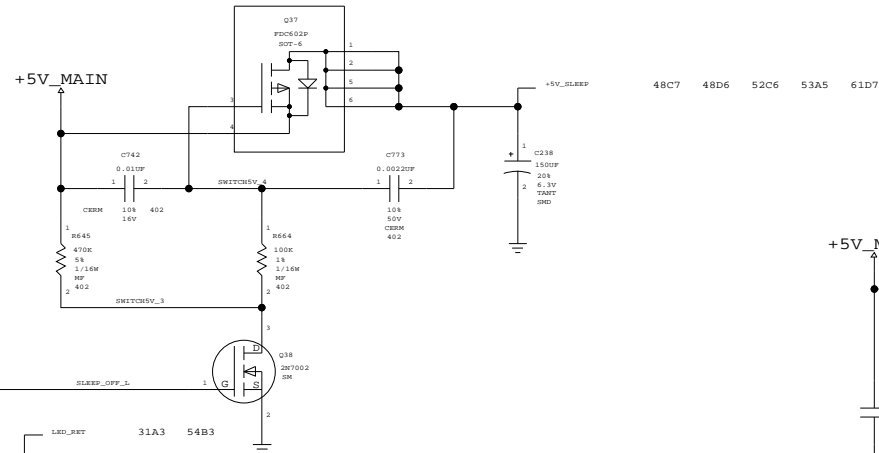 Q37
FDC602P
SOT-6
1
2
5
6
3
4
+5V_MAIN
+5V_SLEEP 48C7 48D6 52C6 53A5 61D7
C742
0.01UF
1 2
CERM 10% 402
16V
SWITCH5V_4
C773
0.0022UF
1 2
10%
50V
CERM
402
1
+ C238
150UF
20%
6.3V
TANT
SMD
2
1
R645
470K
5%
1/16W
MF
402
2
1
R664
100K
1%
1/16W
MF
402
2
SWITCH5V_3
3
D
Q38
2N7002
SM
SLEEP_OFF_L 1 G S
2
LED_RET 31A3 54B3
+5V_M